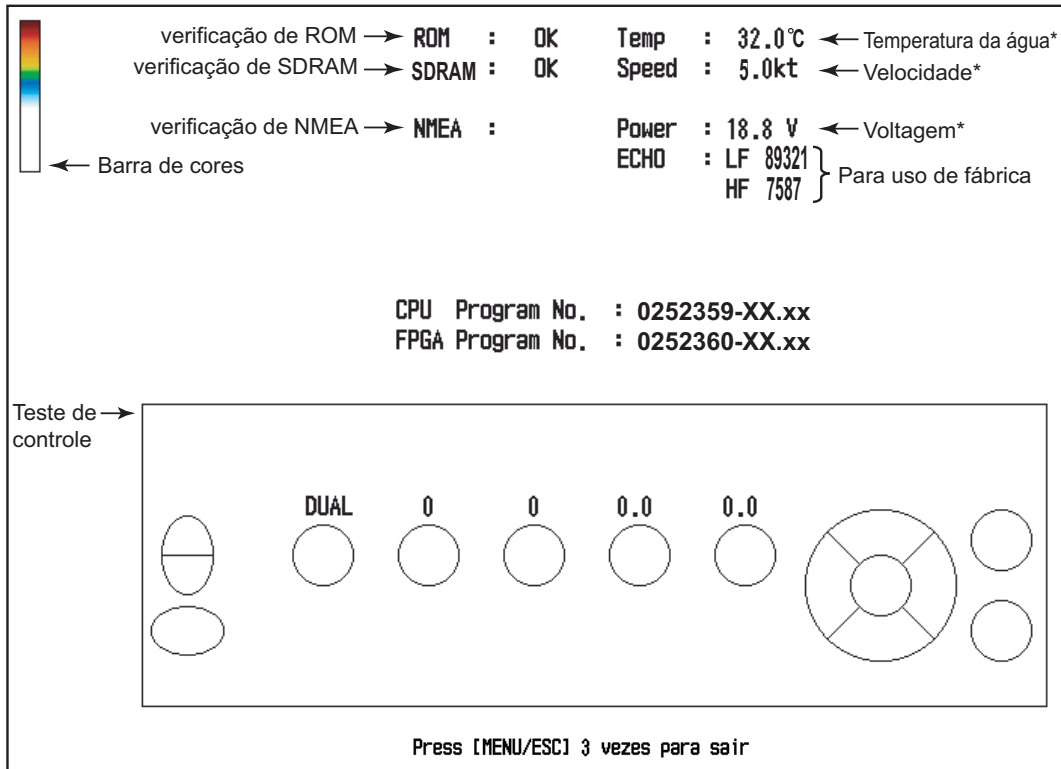 verificação de ROM ROM : OK Temp : 32.0℃ Temperatura da água*
verificação de SDRAM SDRAM : OK Speed : 5.0kt Velocidade*
verificação de NMEA NMEA : Power : 18.8 V Voltagem*
Barra de cores ECHO : LF 89321 Para uso de fábrica
HF 7587
CPU Program No. : 0252359-XX.xx
FPGA Program No. : 0252360-XX.xx
Teste de
controle
DUAL 0 0 0.0 0.0
Press [MENU/ESC] 3 vezes para sair